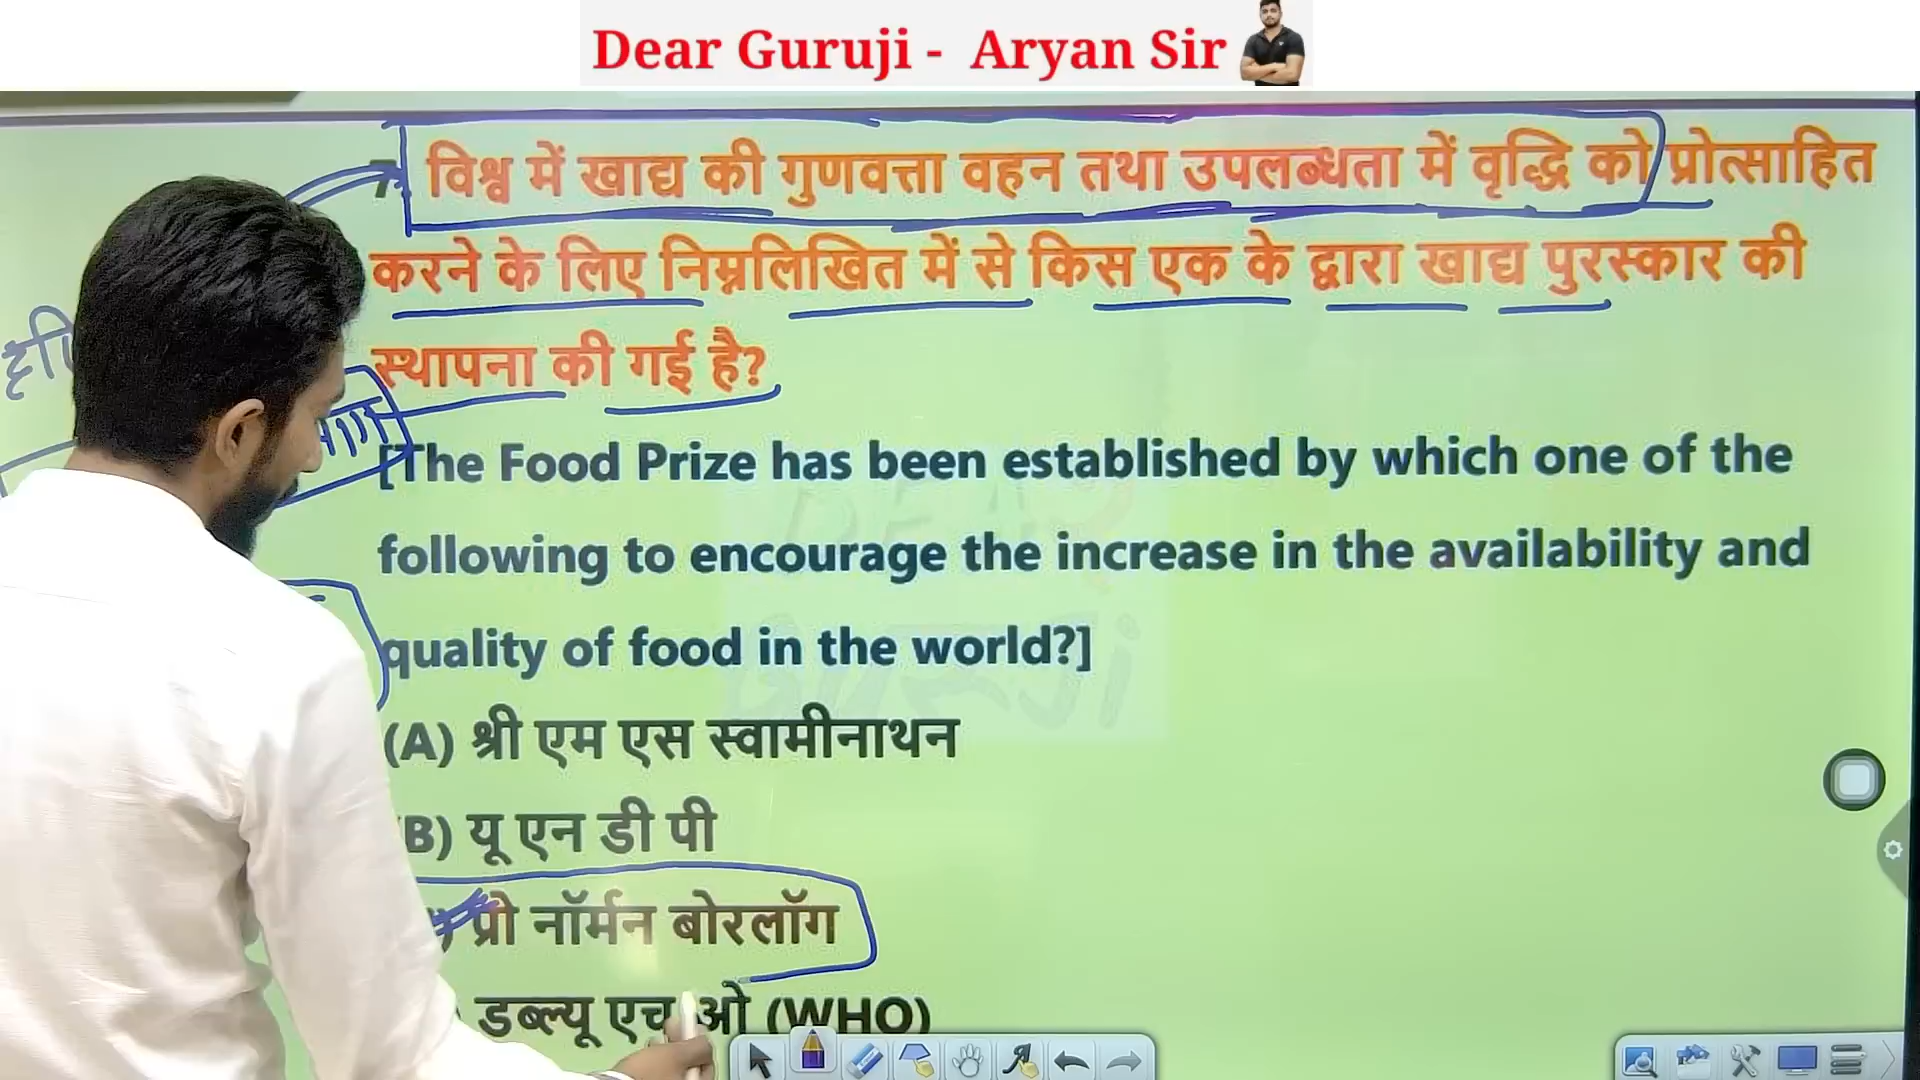 Dear Guruji - Aryan Sir
विश्व में खाद्य की गुणवत्ता वहन तथा उपलब्धता में वृद्धि को प्रोत्साहित
करने के लिए निम्नलिखित में से किस एक के द्वारा खाद्य पुरस्कार की
स्थापना की गई है?
[The Food Prize has been established by which one of the
following to encourage the increase in the availability and
quality of food in the world?]
(A) श्री एम एस स्वामीनाथन
B) यू एन डी पी
) प्रो नॉर्मन बोरलॉग
डब्ल्यू एच ओ (WHO)